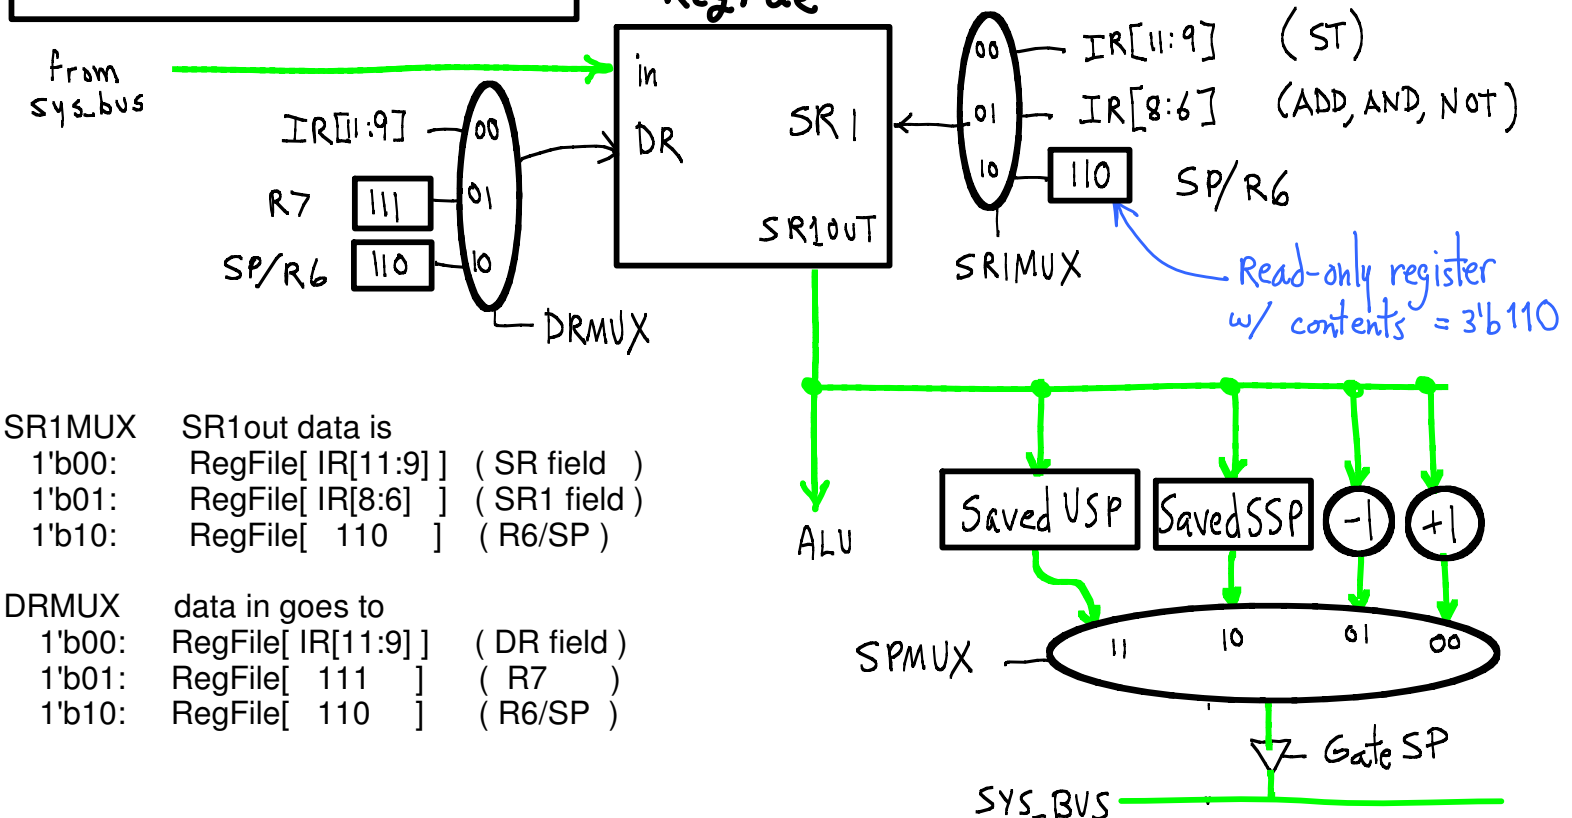 RegFile
from
sys_bus
in
DR
SR1
SR1OUT
IR[11:9]
00
R7
111
01
SP/R6
110
10
DRMUX
00
IR[11:9]
(ST)
01
IR[8:6]
(ADD, AND, NOT)
10
110
SP/R6
SR1MUX
Read-only register
w/ contents = 3'b110
ALU
Saved USP
Saved SSP
-1
+1
SPMUX
11
10
01
00
Gate SP
SYS_BUS
SR1MUX SR1out data is
1'b00: RegFile[ IR[11:9] ] ( SR field )
1'b01: RegFile[ IR[8:6] ] ( SR1 field )
1'b10: RegFile[ 110 ] ( R6/SP )
DRMUX data in goes to
1'b00: RegFile[ IR[11:9] ] ( DR field )
1'b01: RegFile[ 111 ] ( R7 )
1'b10: RegFile[ 110 ] ( R6/SP )